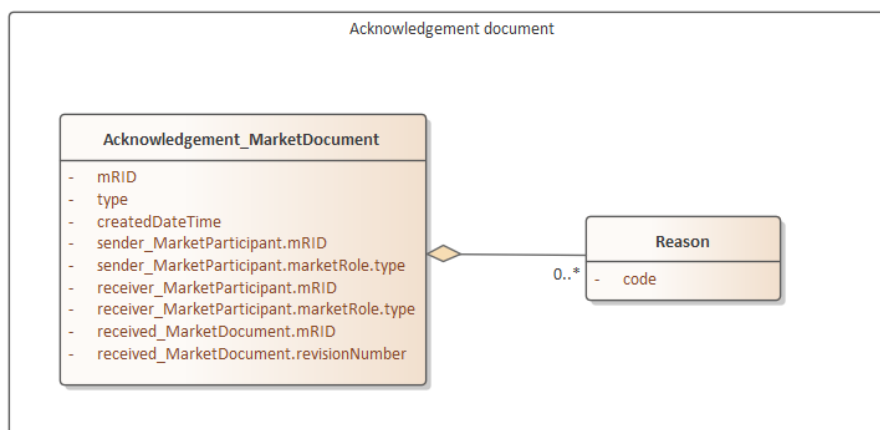 Acknowledgement document
Acknowledgement_MarketDocument
- mRID
- type
- createdDateTime
- sender_MarketParticipant.mRID
- sender_MarketParticipant.marketRole.type
- receiver_MarketParticipant.mRID
- receiver_MarketParticipant.marketRole.type
- received_MarketDocument.mRID
- received_MarketDocument.revisionNumber
0..*
Reason
- code